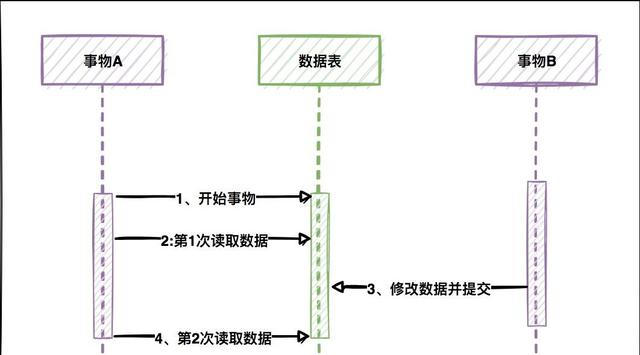 事物A
数据表
事物B
1、开始事物
2:第1次读取数据
3、修改数据并提交
4、第2次读取数据